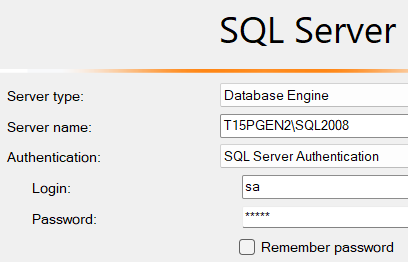 SQL Server
Server type: Database Engine
Server name: T15PGEN2\SQL2008
Authentication: SQL Server Authentication
Login: sa
Password: *****
Remember password